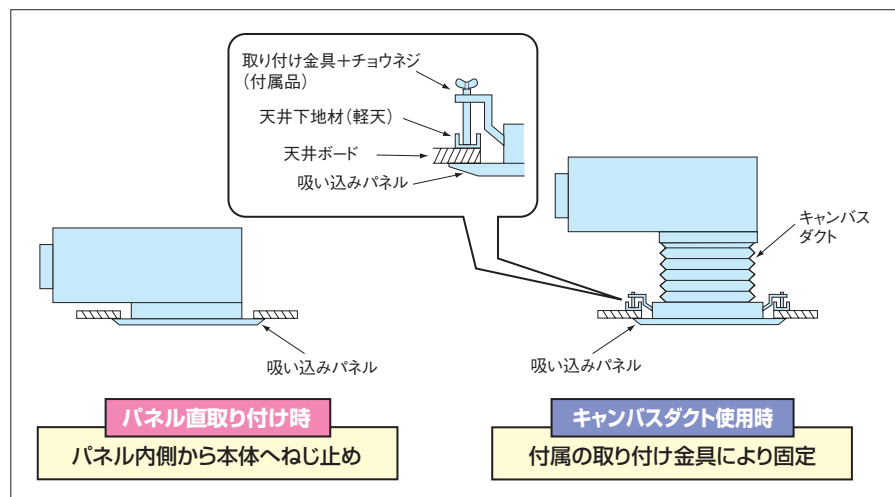 取り付け金具+チョウネジ
(付属品)
天井下地材(軽天)
天井ボード
吸い込みパネル
キャンバス
ダクト
吸い込みパネル
吸い込みパネル
パネル直取り付け時
パネル内側から本体へねじ止め
キャンバスダクト使用時
付属の取り付け金具により固定